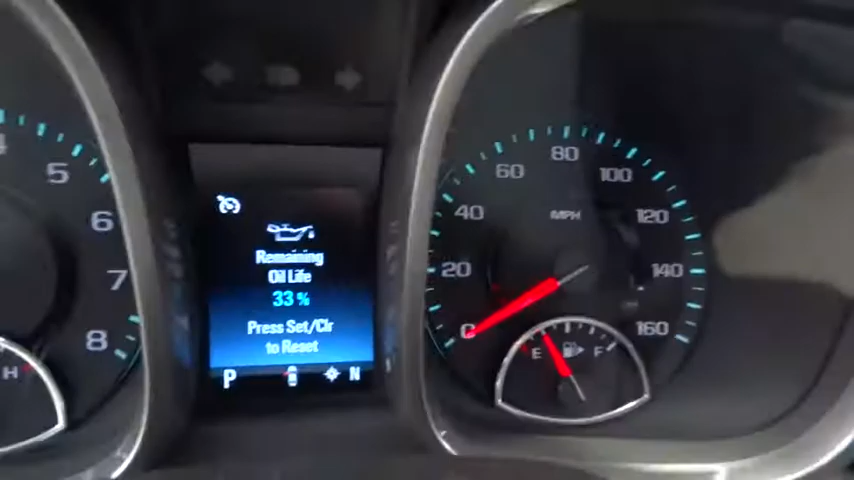 5
6
7
8
H
Remaining
Oil Life
33%
Press Set/Clr
to Reset
P
N
0
20
40
60
80
100
120
140
160
MPH
E
F